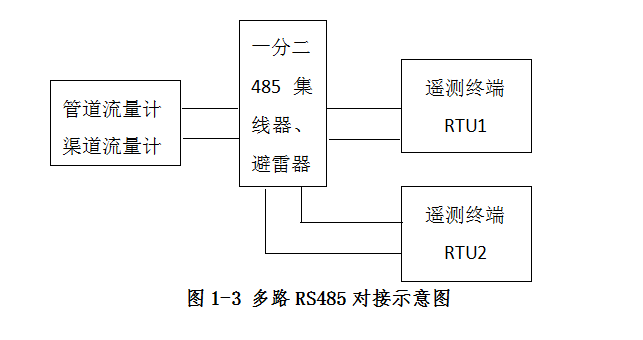 管道流量计
渠道流量计
一分二
485 集
线器、
避雷器
遥测终端
RTU1
遥测终端
RTU2
图 1-3 多路 RS485 对接示意图